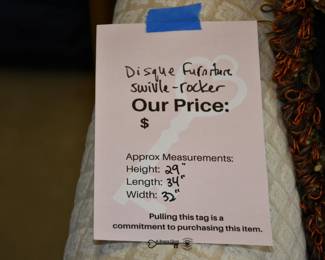 Disque Furniture
swivle-rocker
Our Price:
$
Approx Measurements:
Height: 29"
Length: 34"
Width: 32"
Pulling this tag is a
commitment to purchasing this item.